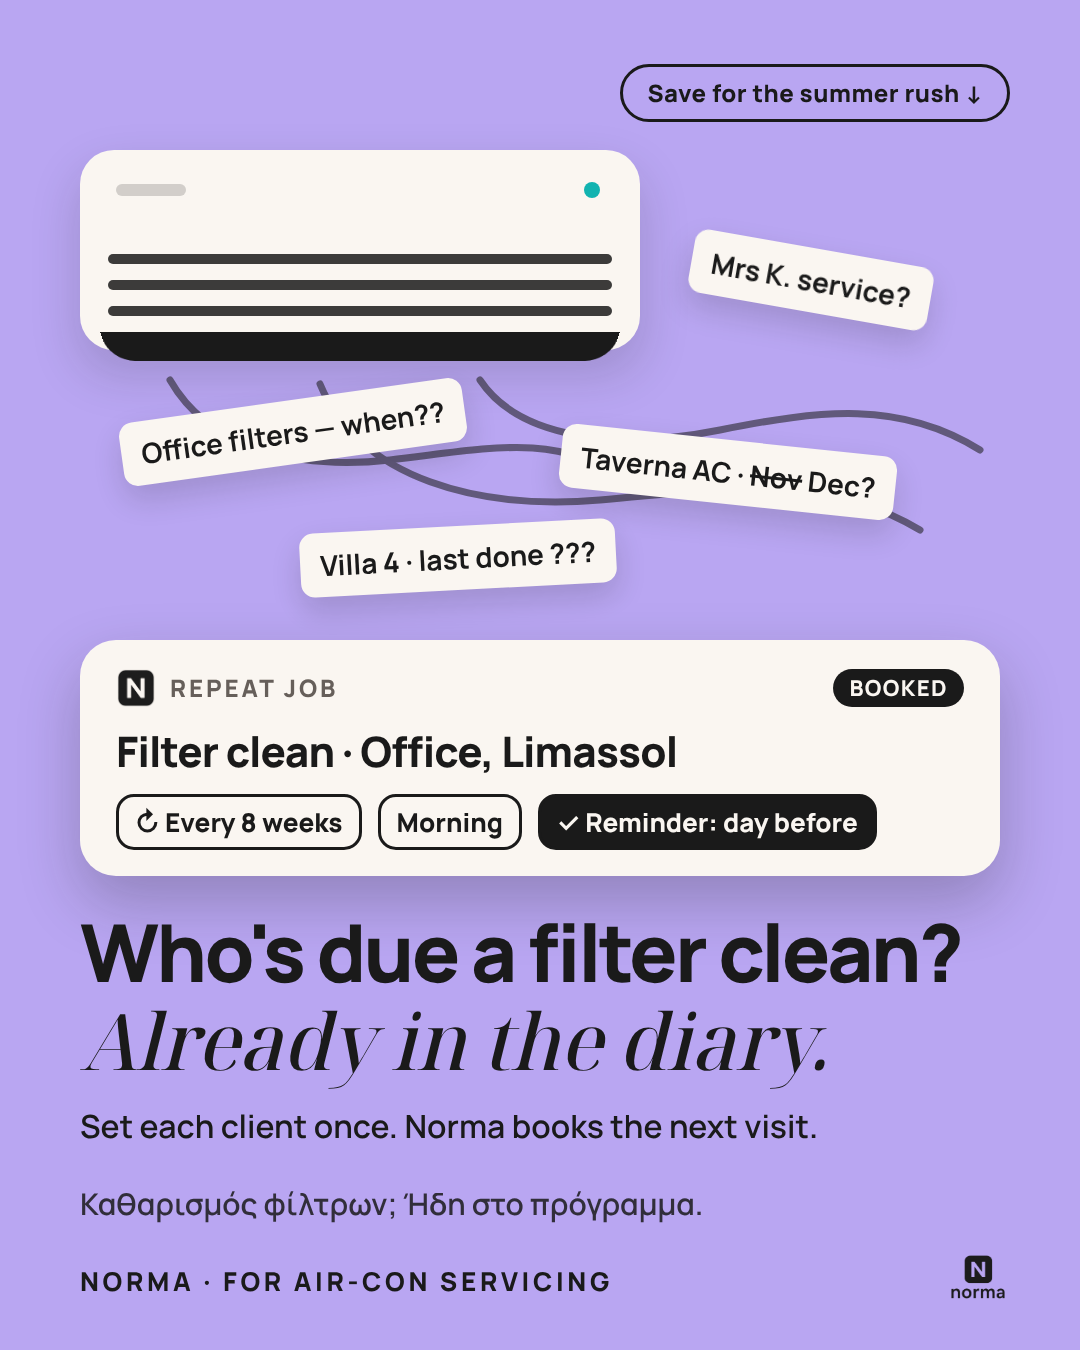 Save for the summer rush ↓
Mrs K. service?
Office filters — when??
Taverna AC · Nov Dec?
Villa 4 · last done ???
N REPEAT JOB
BOOKED
Filter clean · Office, Limassol
↻ Every 8 weeks
Morning
✓ Reminder: day before
Who's due a filter clean?
Already in the diary.
Set each client once. Norma books the next visit.
Καθαρισμός φίλτρων; Ήδη στο πρόγραμμα.
NORMA · FOR AIR-CON SERVICING
N
norma